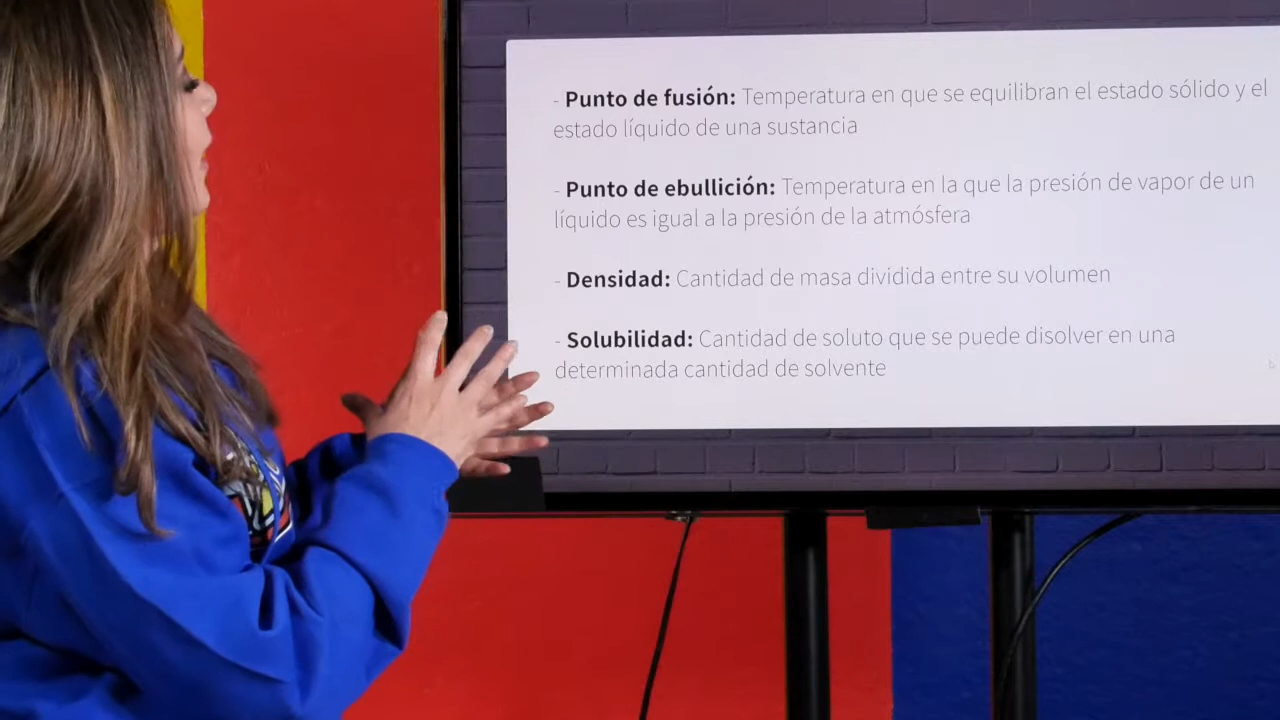 - Punto de fusión: Temperatura en que se equilibran el estado sólido y el
estado líquido de una sustancia
- Punto de ebullición: Temperatura en la que la presión de vapor de un
líquido es igual a la presión de la atmósfera
- Densidad: Cantidad de masa dividida entre su volumen
- Solubilidad: Cantidad de soluto que se puede disolver en una
determinada cantidad de solvente